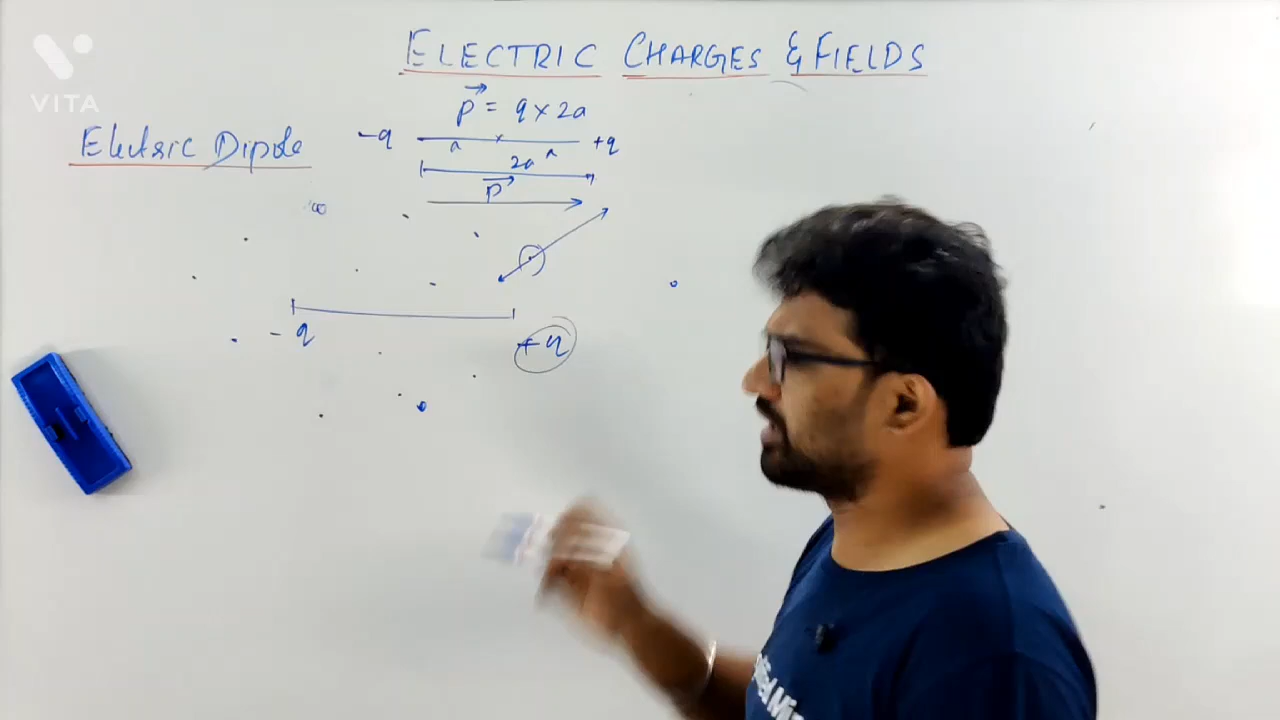 VITA
ELECTRIC CHARGES & FIELDS
p⃗ = q × 2a
Electric Dipole
-q a a +q
2a
p⃗
∞
-q +q